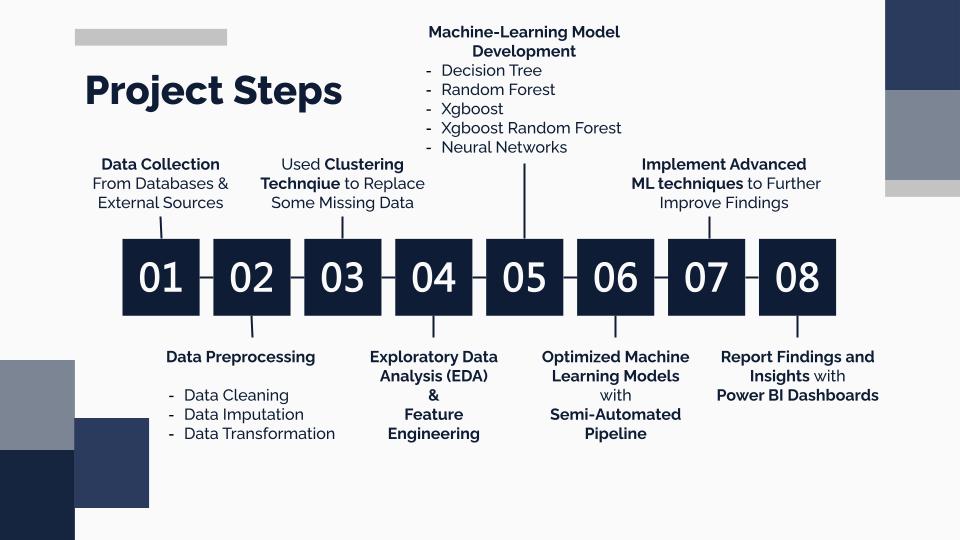 Project Steps
Machine-Learning Model
Development
- Decision Tree
- Random Forest
- Xgboost
- Xgboost Random Forest
- Neural Networks
Data Collection
From Databases &
External Sources
Used Clustering
Technqiue to Replace
Some Missing Data
Implement Advanced
ML techniques to Further
Improve Findings
01
02
03
04
05
06
07
08
Data Preprocessing
- Data Cleaning
- Data Imputation
- Data Transformation
Exploratory Data
Analysis (EDA)
&
Feature
Engineering
Optimized Machine
Learning Models
with
Semi-Automated
Pipeline
Report Findings and
Insights with
Power BI Dashboards